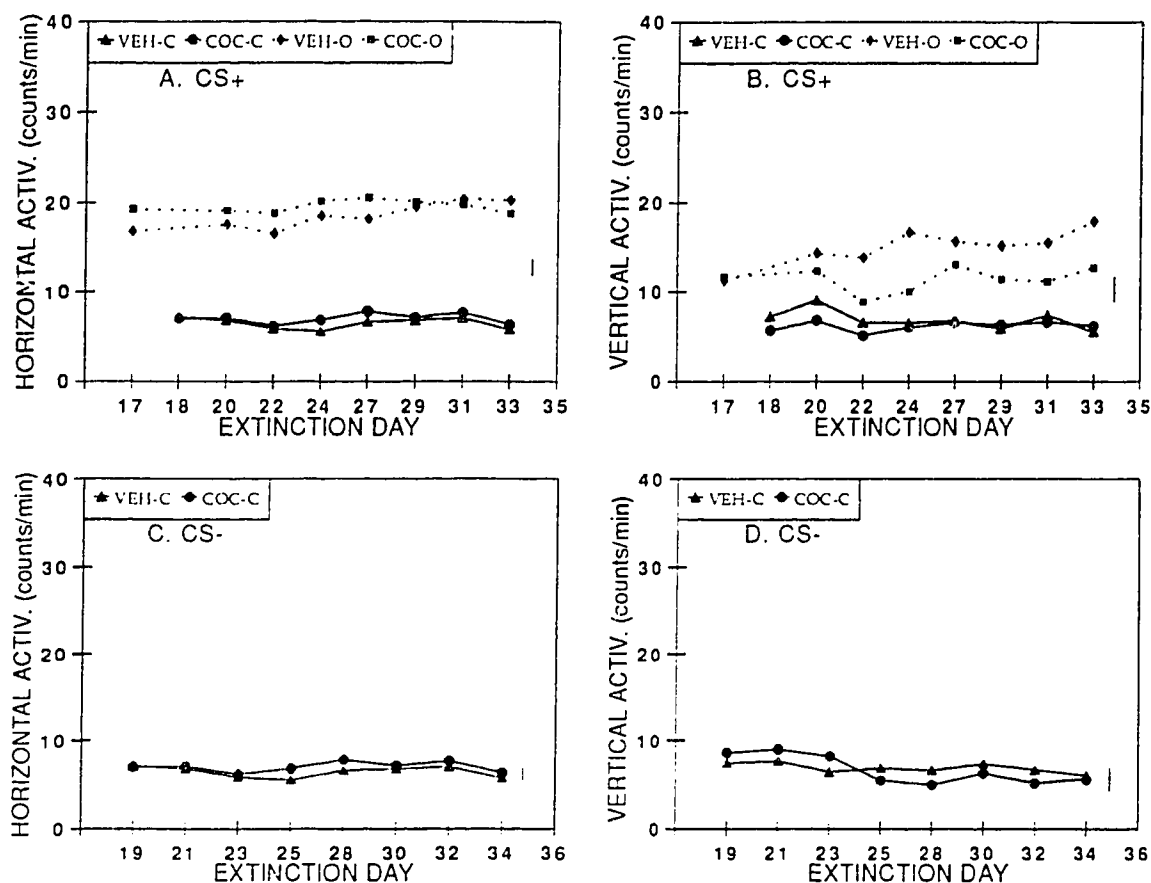 40
30
20
10
0
HORIZONTAL ACTIV. (counts/min)
VEH-C COC-C VEH-O COC-O
A. CS+
17 18 20 22 24 27 29 31 33 35
EXTINCTION DAY
40
30
20
10
0
VERTICAL ACTIV. (counts/min)
VEH-C COC-C VEH-O COC-O
B. CS+
17 18 20 22 24 27 29 31 33 35
EXTINCTION DAY
40
30
20
10
0
HORIZONTAL ACTIV. (counts/min)
VEH-C COC-C
C. CS-
19 21 23 25 28 30 32 34 36
EXTINCTION DAY
40
30
20
10
0
VERTICAL ACTIV. (counts/min)
VEH-C COC-C
D. CS-
19 21 23 25 28 30 32 34 36
EXTINCTION DAY